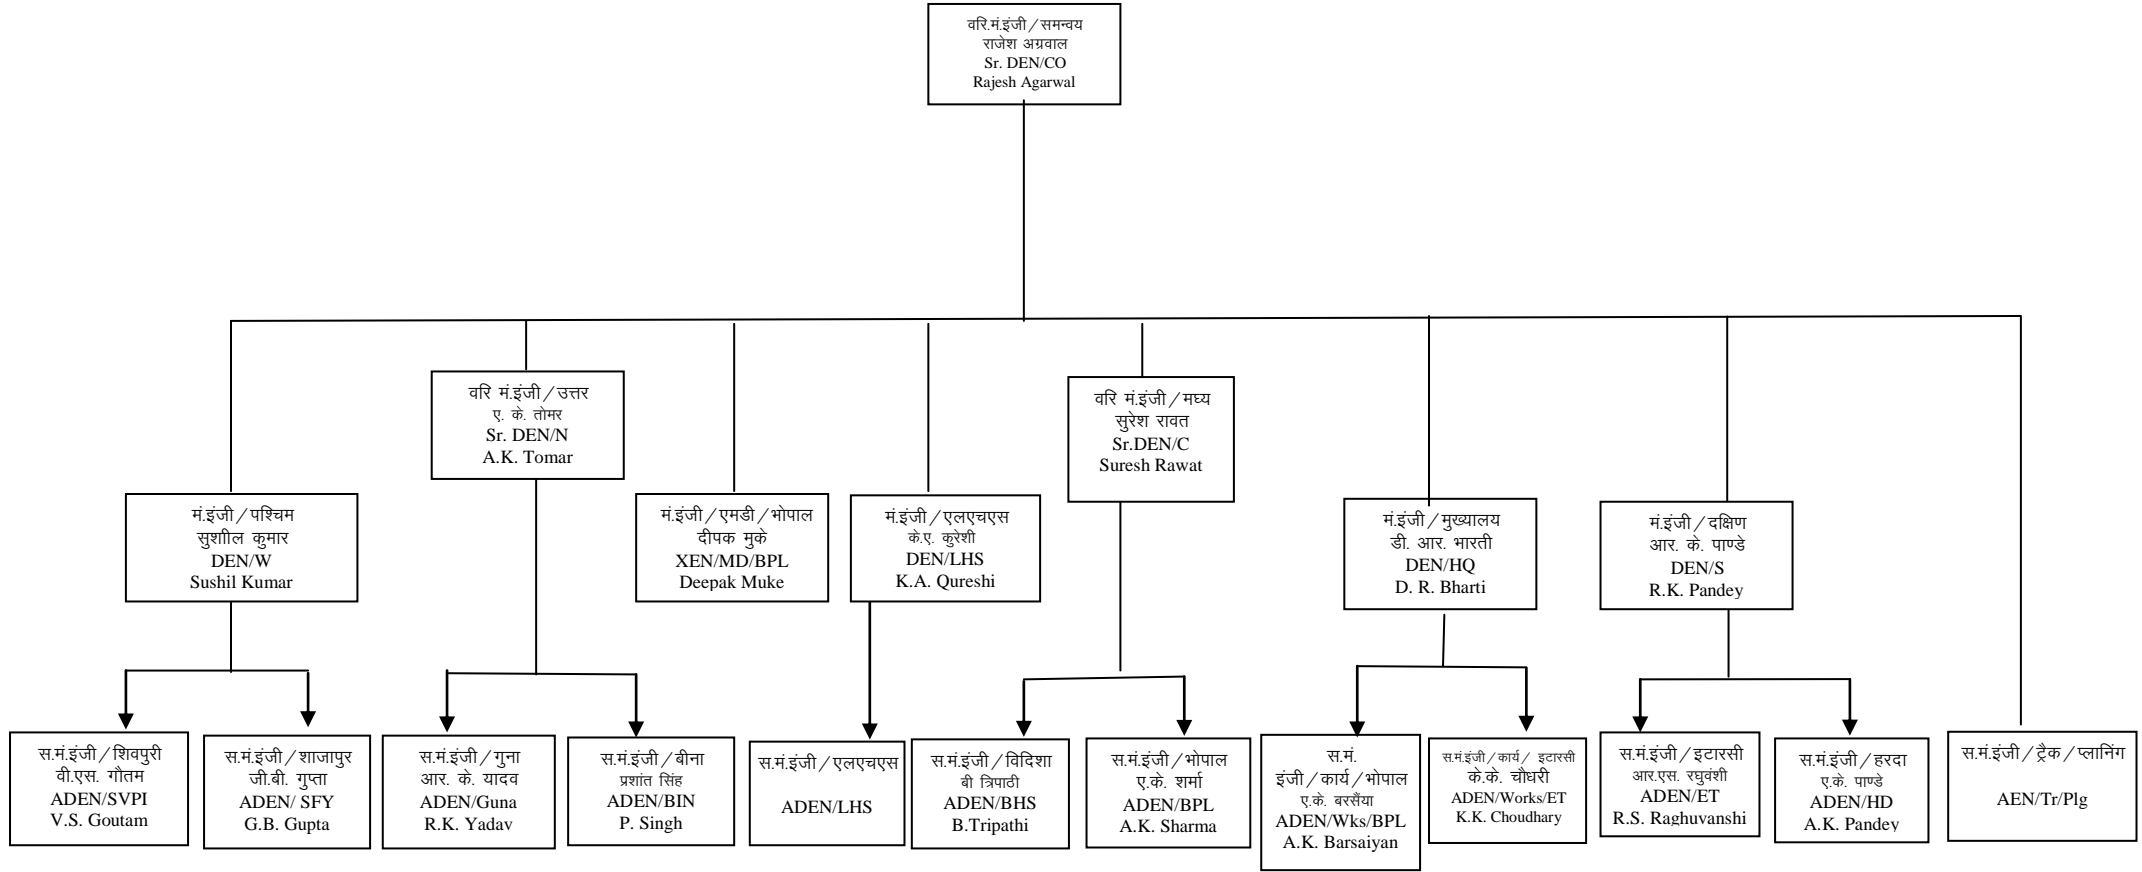 वरि.मं.इंजी/समन्वय
राजेश अग्रवाल
Sr. DEN/CO
Rajesh Agarwal
वरि मं.इंजी/उत्तर
ए. के. तोमर
Sr. DEN/N
A.K. Tomar
वरि मं.इंजी/मघ्य
सुरेश रावत
Sr.DEN/C
Suresh Rawat
मं.इंजी/पश्चिम
सुशाील कुमार
DEN/W
Sushil Kumar
मं.इंजी/एमडी/भोपाल
दीपक मुके
XEN/MD/BPL
Deepak Muke
मं.इंजी/एलएचएस
के.ए. कुरेशी
DEN/LHS
K.A. Qureshi
मं.इंजी/मुख्यालय
डी. आर. भारती
DEN/HQ
D. R. Bharti
मं.इंजी/दक्षिण
आर. के. पाण्डे
DEN/S
R.K. Pandey
स.मं.इंजी/शिवपुरी
वी.एस. गौतम
ADEN/SVPI
V.S. Goutam
स.मं.इंजी/शाजापुर
जी.बी. गुप्ता
ADEN/ SFY
G.B. Gupta
स.मं.इंजी/गुना
आर. के. यादव
ADEN/Guna
R.K. Yadav
स.मं.इंजी/बीना
प्रशांत सिंह
ADEN/BIN
P. Singh
स.मं.इंजी/एलएचएस
ADEN/LHS
स.मं.इंजी/विदिशा
बी त्रिपाठी
ADEN/BHS
B.Tripathi
स.मं.इंजी/भोपाल
ए.के. शर्मा
ADEN/BPL
A.K. Sharma
स.मं.
इंजी/कार्य/भोपाल
ए.के. बरसैंया
ADEN/Wks/BPL
A.K. Barsaiyan
स.मं.इंजी/कार्य/ इटारसी
के.के. चौधरी
ADEN/Works/ET
K.K. Choudhary
स.मं.इंजी/इटारसी
आर.एस. रघुवंशी
ADEN/ET
R.S. Raghuvanshi
स.मं.इंजी/हरदा
ए.के. पाण्डे
ADEN/HD
A.K. Pandey
स.मं.इंजी/ट्रैक/प्लानिंग
AEN/Tr/Plg